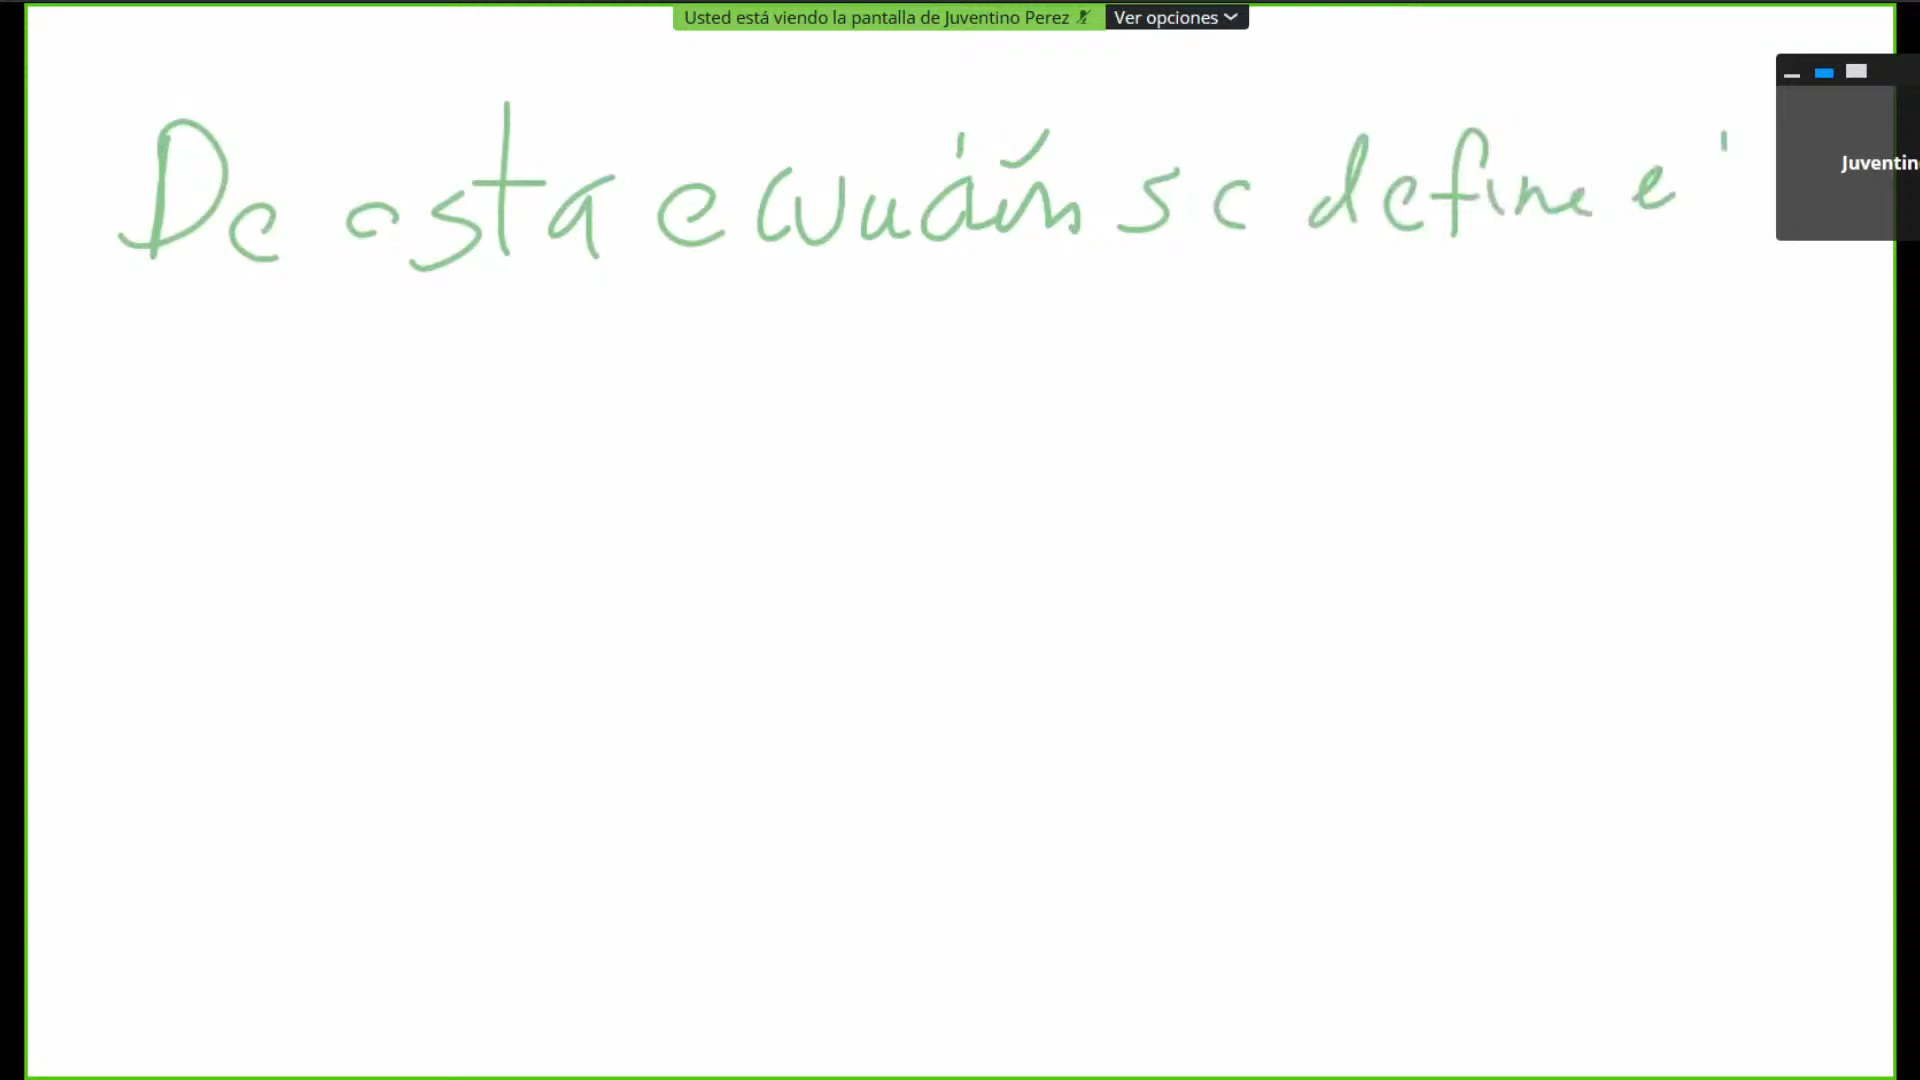 Usted está viendo la pantalla de Juventino Perez
Ver opciones
Juventin
De esta ecuación se define e